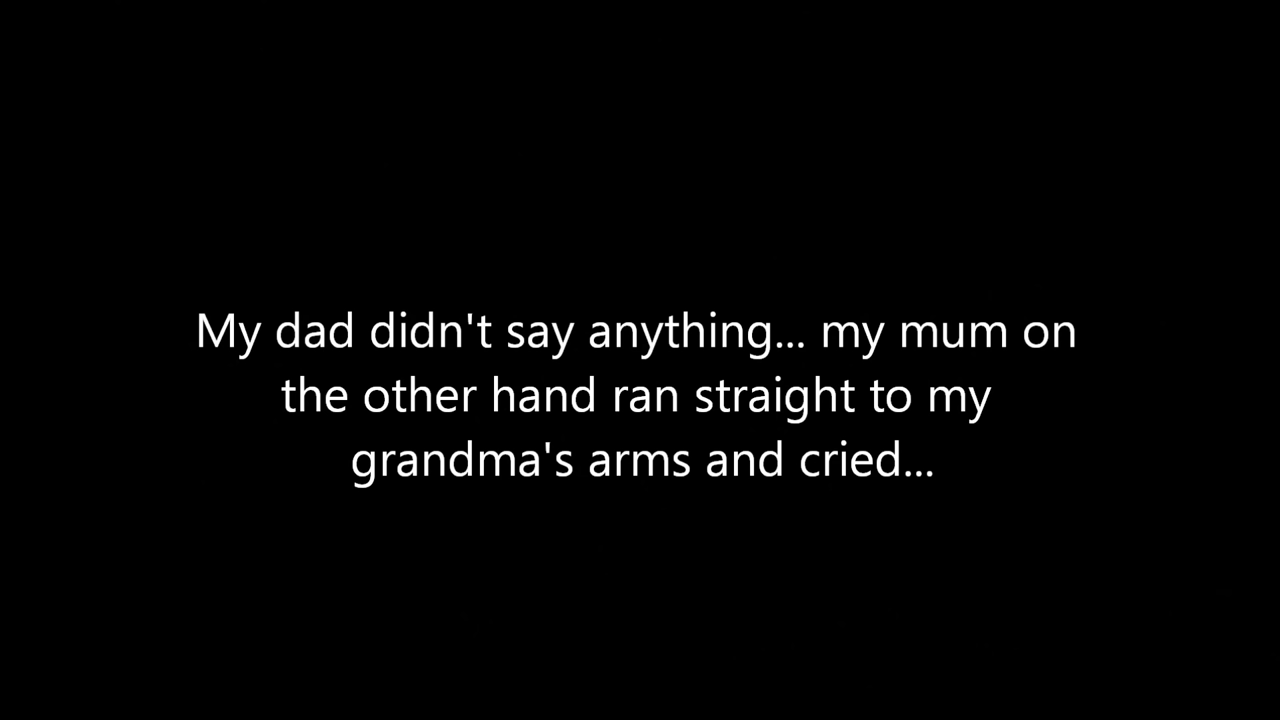 My dad didn't say anything... my mum on
the other hand ran straight to my
grandma's arms and cried...